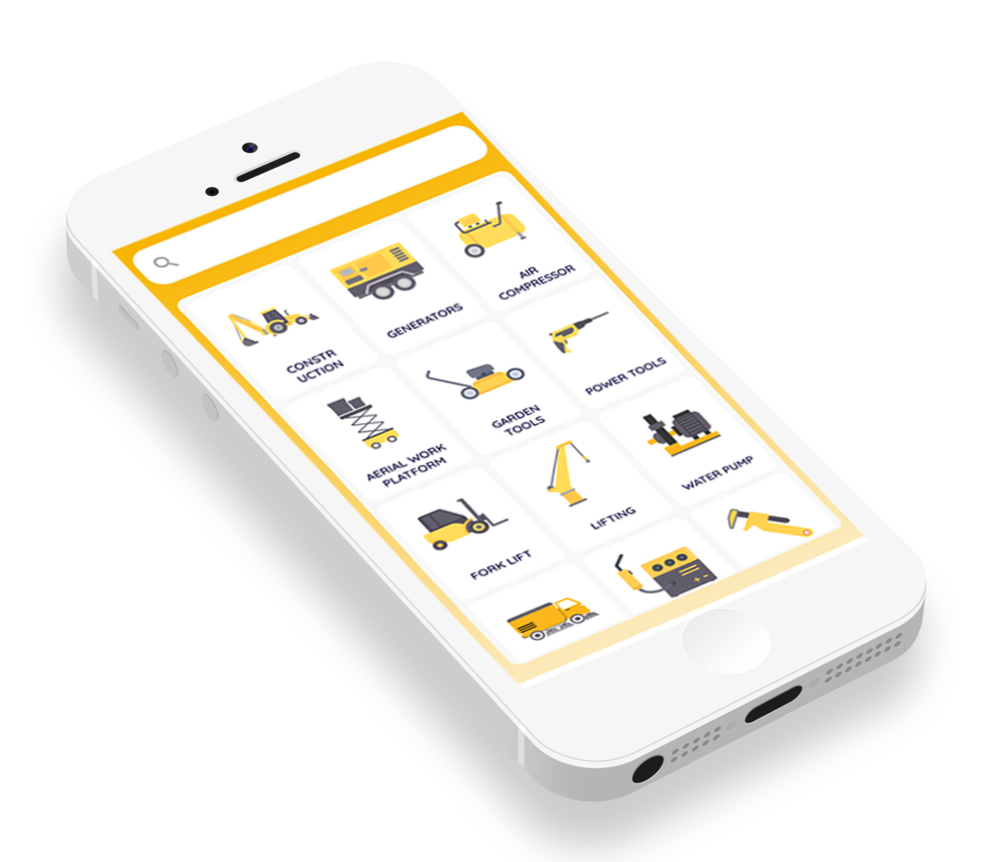 CONSTR
UCTION
GENERATORS
AIR
COMPRESSOR
AERIAL WORK
PLATFORM
GARDEN
TOOLS
POWER TOOLS
FORK LIFT
LIFTING
WATER PUMP